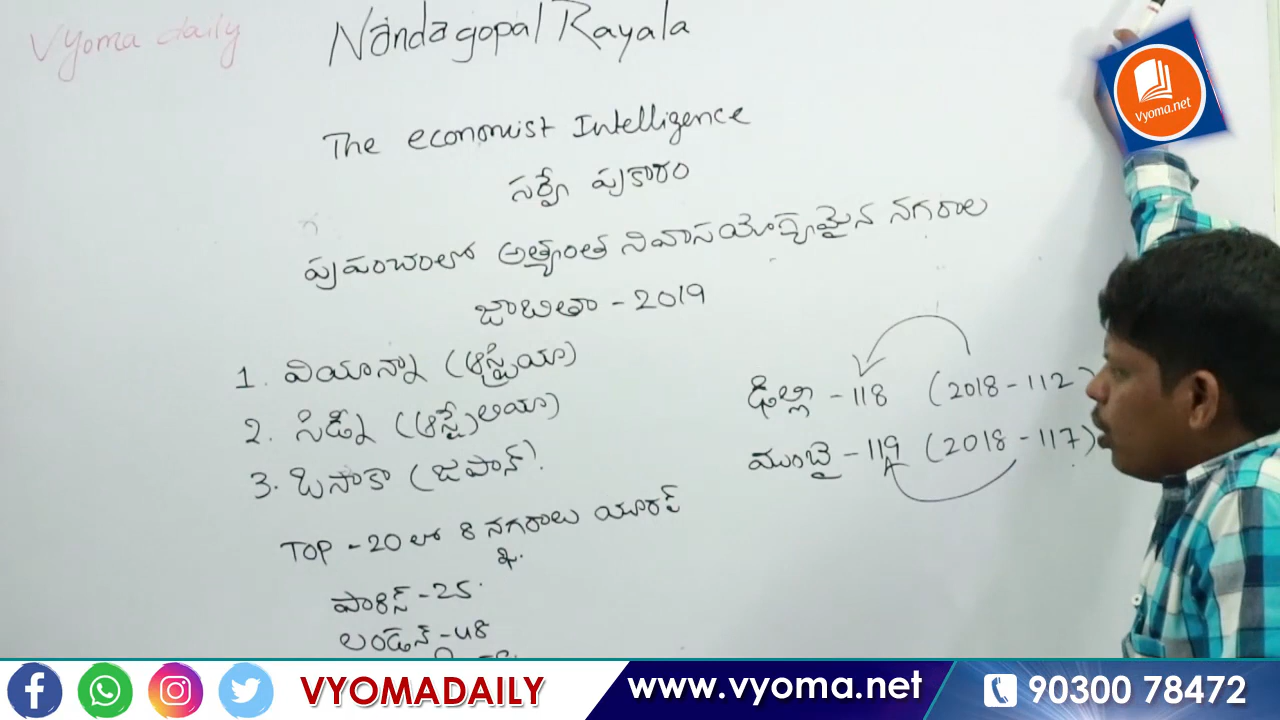 Vyoma daily
Nandagopal Rayala
Vyoma.net
The economist Intelligence
సర్వే ప్రకారం
ప్రపంచంలో అత్యంత నివాసయోగ్యమైన నగరాల
జాబితా - 2019
1. వియన్నా (ఆస్ట్రియా)
2. సిడ్నీ (ఆస్ట్రేలియా)
3. ఒసాకా (జపాన్).
TOP - 20 లో 8 నగరాలు యూరప్
పారిస్ - 25
లండన్ - 48
ఢిల్లీ - 118 (2018 - 112)
ముంబై - 119 (2018 - 117)
VYOMADAILY
www.vyoma.net
90300 78472